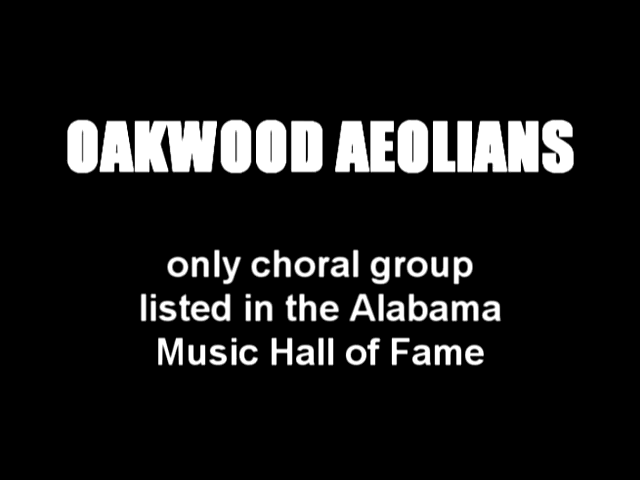 OAKWOOD AEOLIANS
only choral group
listed in the Alabama
Music Hall of Fame